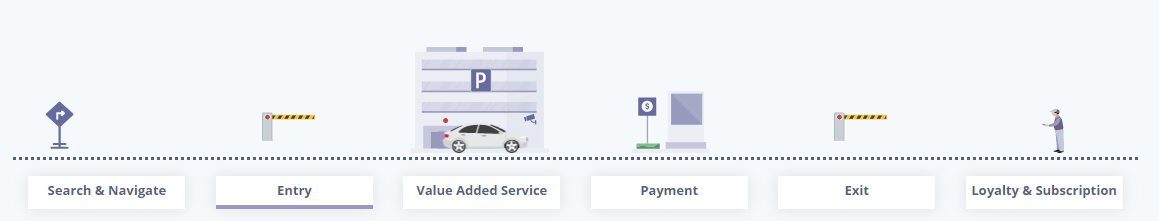 P
$
Search & Navigate
Entry
Value Added Service
Payment
Exit
Loyalty & Subscription